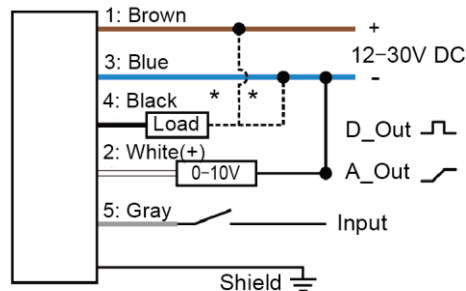 1: Brown
+
12-30V DC
3: Blue
-
4: Black
* *
Load
D_Out
2: White(+)
0-10V
A_Out
5: Gray
Input
Shield